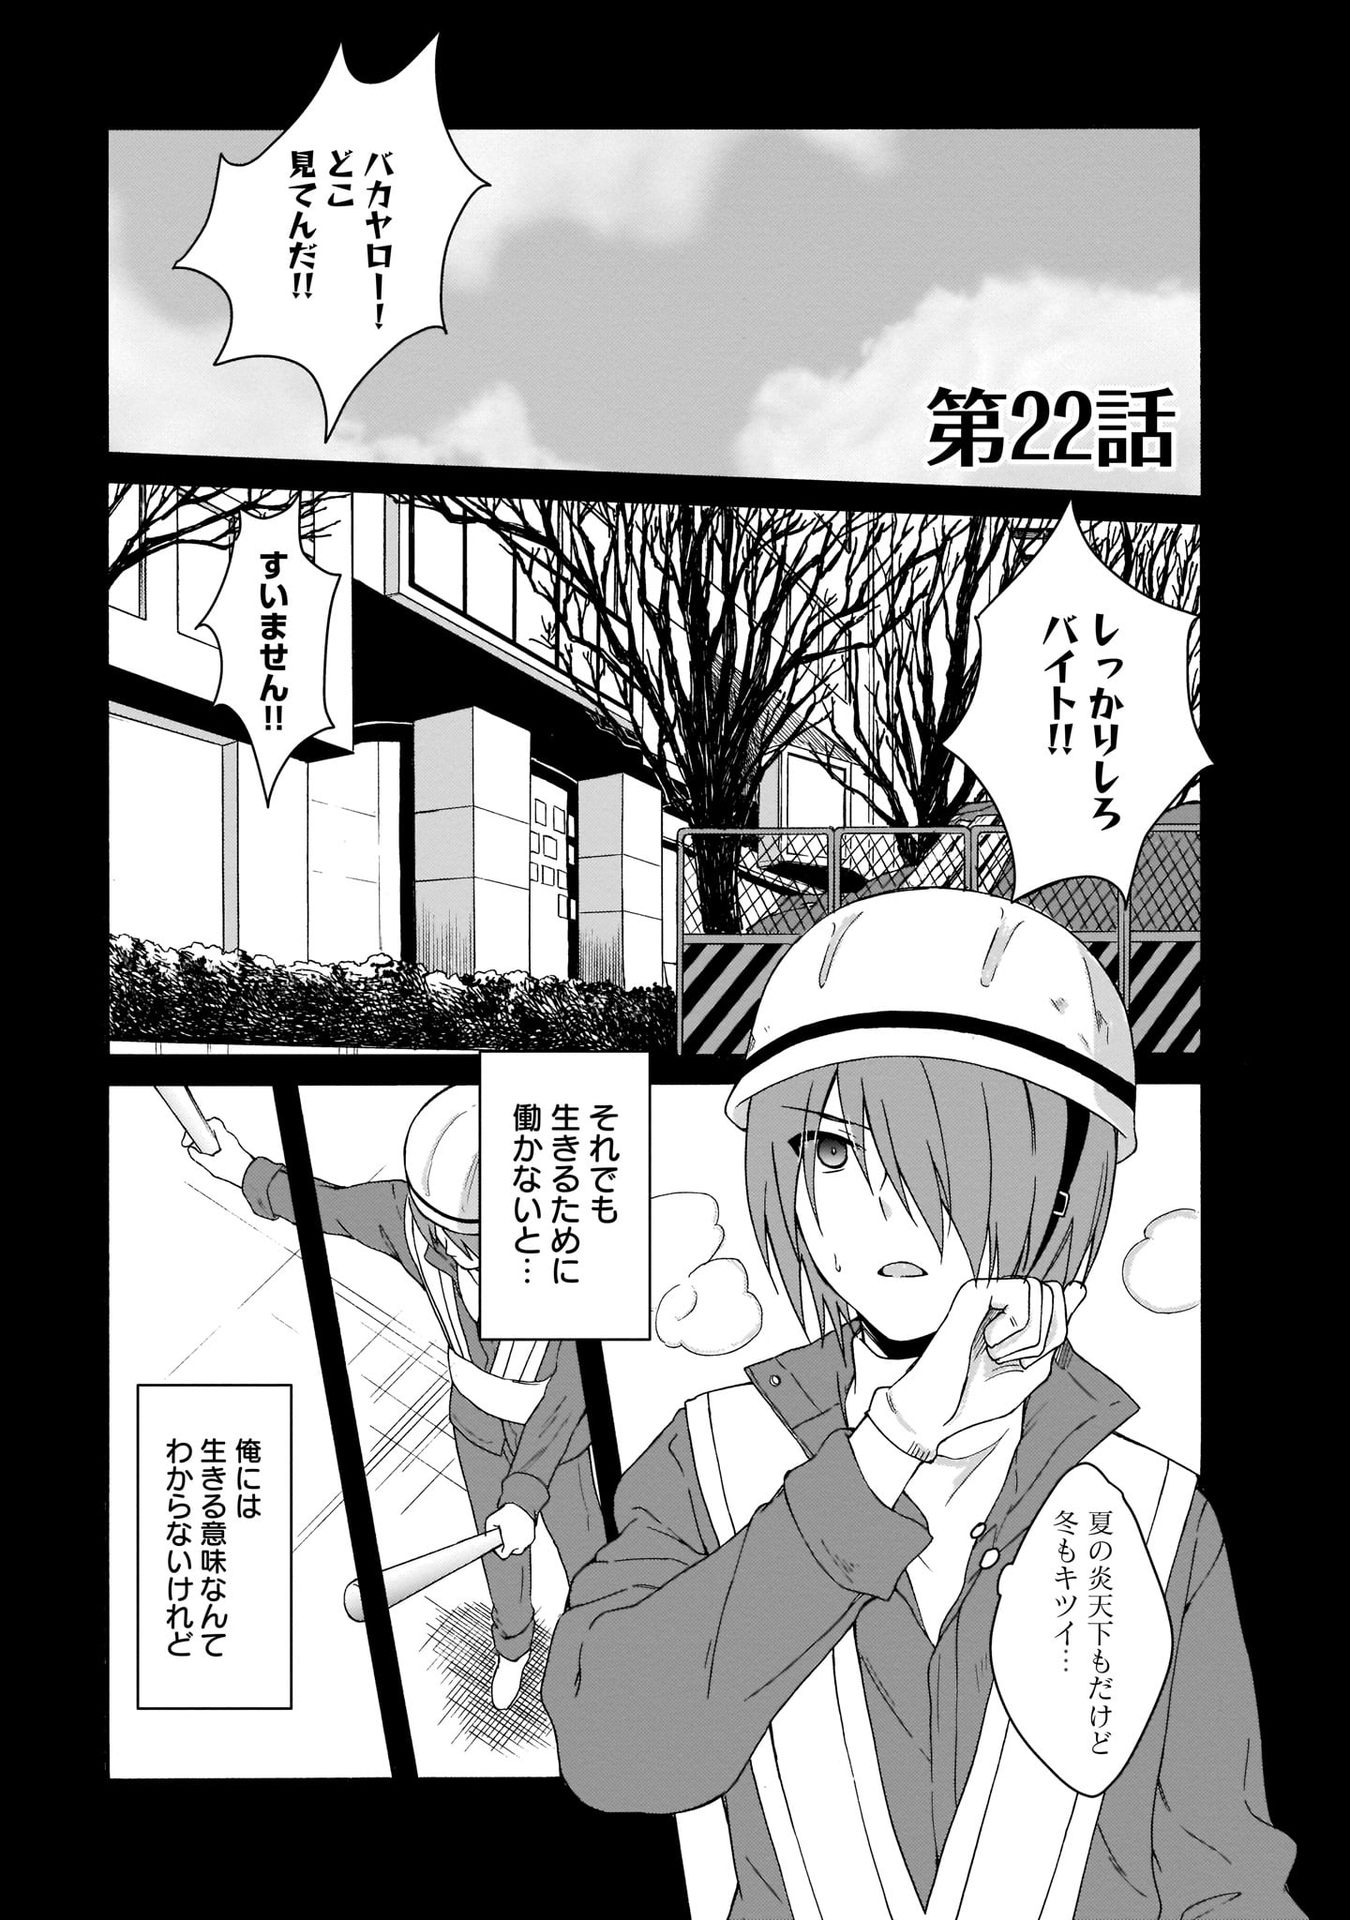 第22話
バカヤロー！
どこ
見てんだ!!
しっかりしろ
バイト!!
すいません!!
夏の炎天下もだけど
冬もキツイ…
それでも
生きるために
働かないと…
俺には
生きる意味なんて
わからないけれど